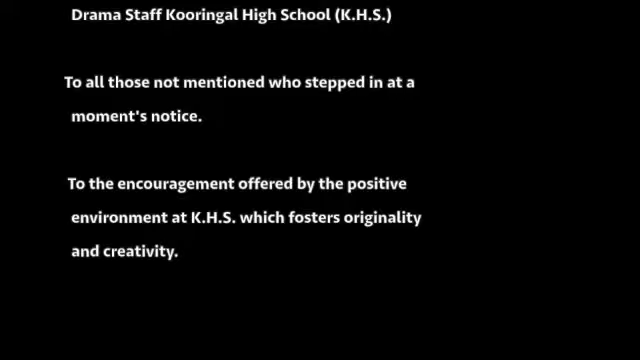 Drama Staff Kooringal High School (K.H.S.)
To all those not mentioned who stepped in at a
moment's notice.
To the encouragement offered by the positive
environment at K.H.S. which fosters originality
and creativity.